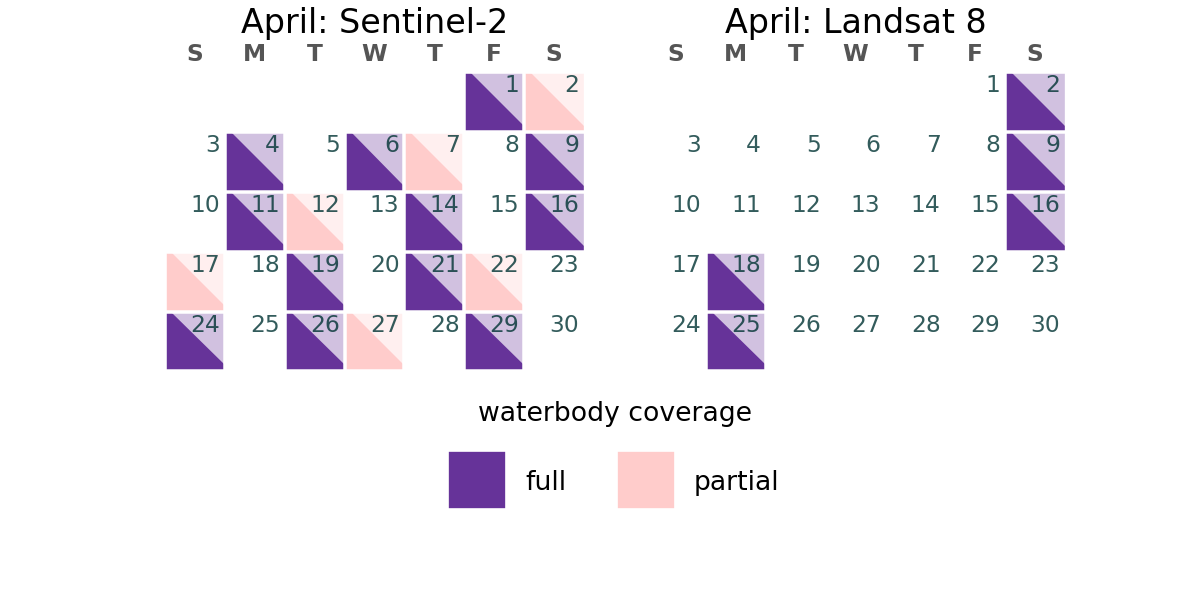 April: Sentinel-2
S M T W T F S
1 2
3 4 5 6 7 8 9
10 11 12 13 14 15 16
17 18 19 20 21 22 23
24 25 26 27 28 29 30
April: Landsat 8
S M T W T F S
1 2
3 4 5 6 7 8 9
10 11 12 13 14 15 16
17 18 19 20 21 22 23
24 25 26 27 28 29 30
waterbody coverage
full partial